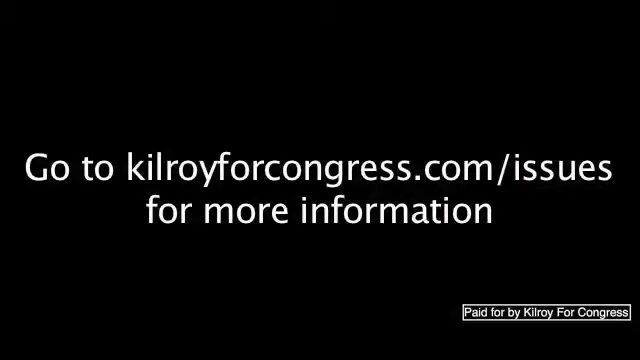 Go to kilroyforcongress.com/issues
for more information
Paid for by Kilroy For Congress